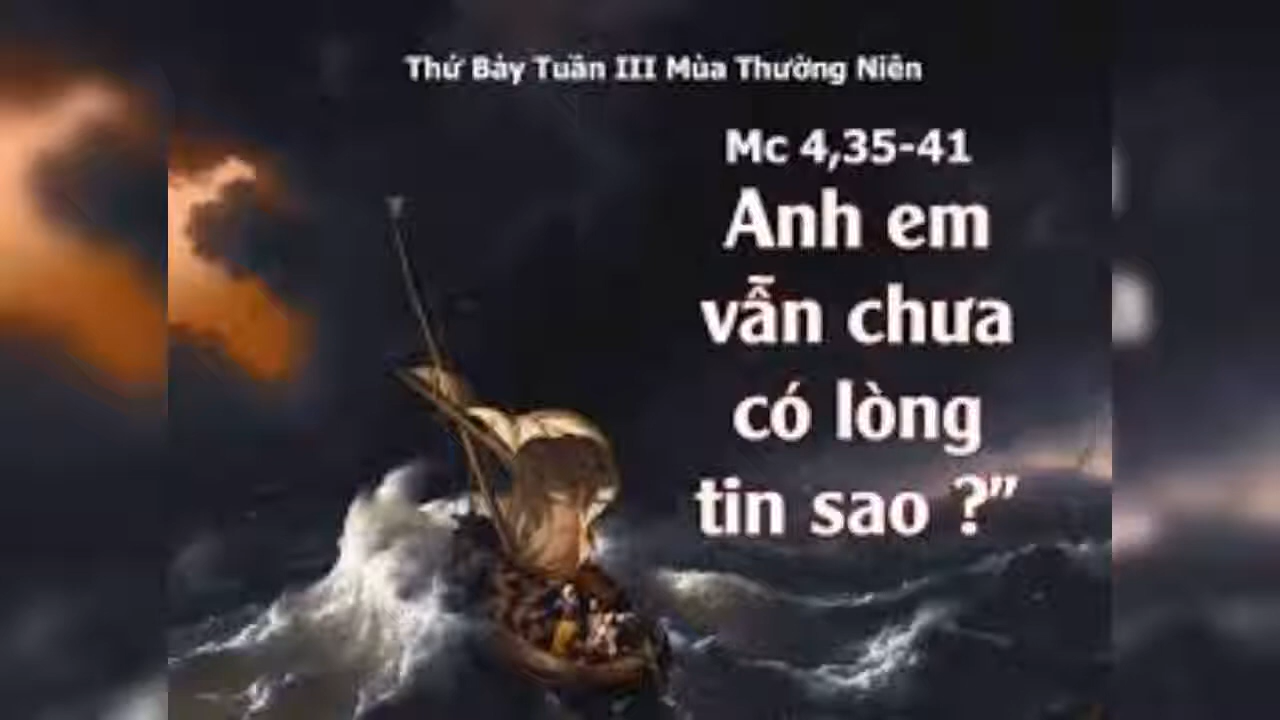 Thứ Bảy Tuần III Mùa Thường Niên
Mc 4,35-41
Anh em
vẫn chưa
có lòng
tin sao ?”